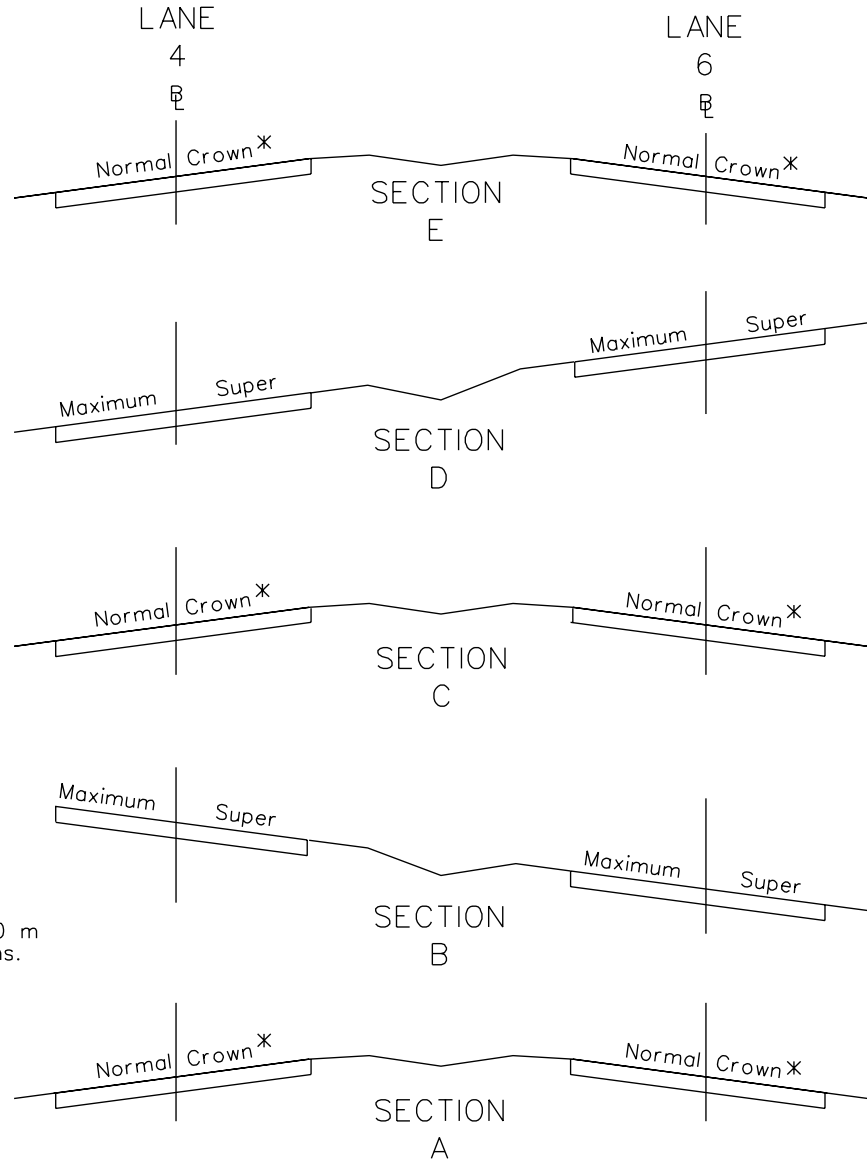 LANE
4
LANE
6
Normal Crown*
Normal Crown*
SECTION
E
Maximum Super
Maximum Super
SECTION
D
Normal Crown*
Normal Crown*
SECTION
C
Maximum Super
Maximum Super
SECTION
B
0 m
s.
Normal Crown*
Normal Crown*
SECTION
A